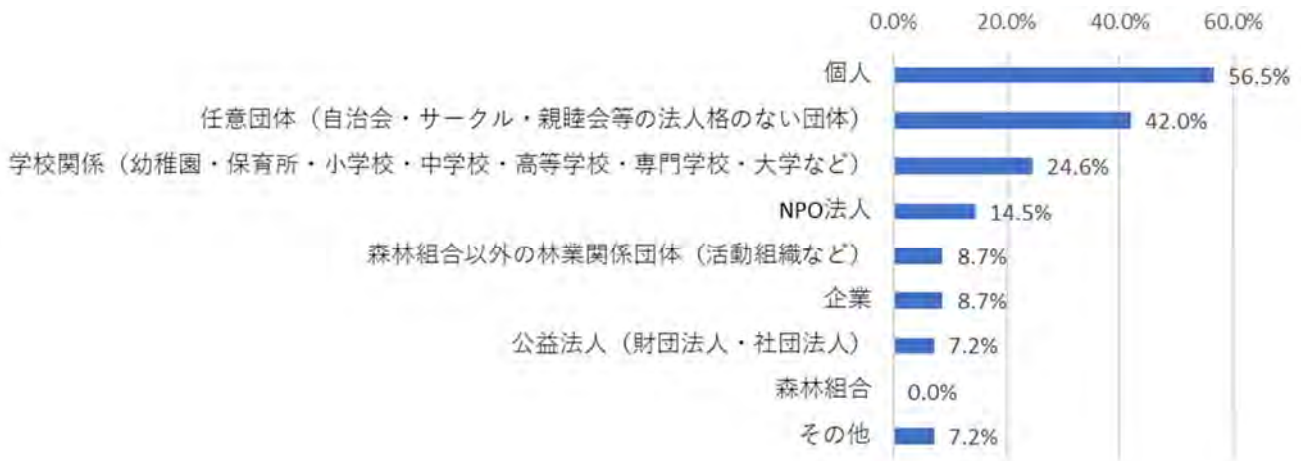 0.0% 20.0% 40.0% 60.0%
個人 56.5%
任意団体（自治会・サークル・親睦会等の法人格のない団体） 42.0%
学校関係（幼稚園・保育所・小学校・中学校・高等学校・専門学校・大学など） 24.6%
NPO法人 14.5%
森林組合以外の林業関係団体（活動組織など） 8.7%
企業 8.7%
公益法人（財団法人・社団法人） 7.2%
森林組合 0.0%
その他 7.2%